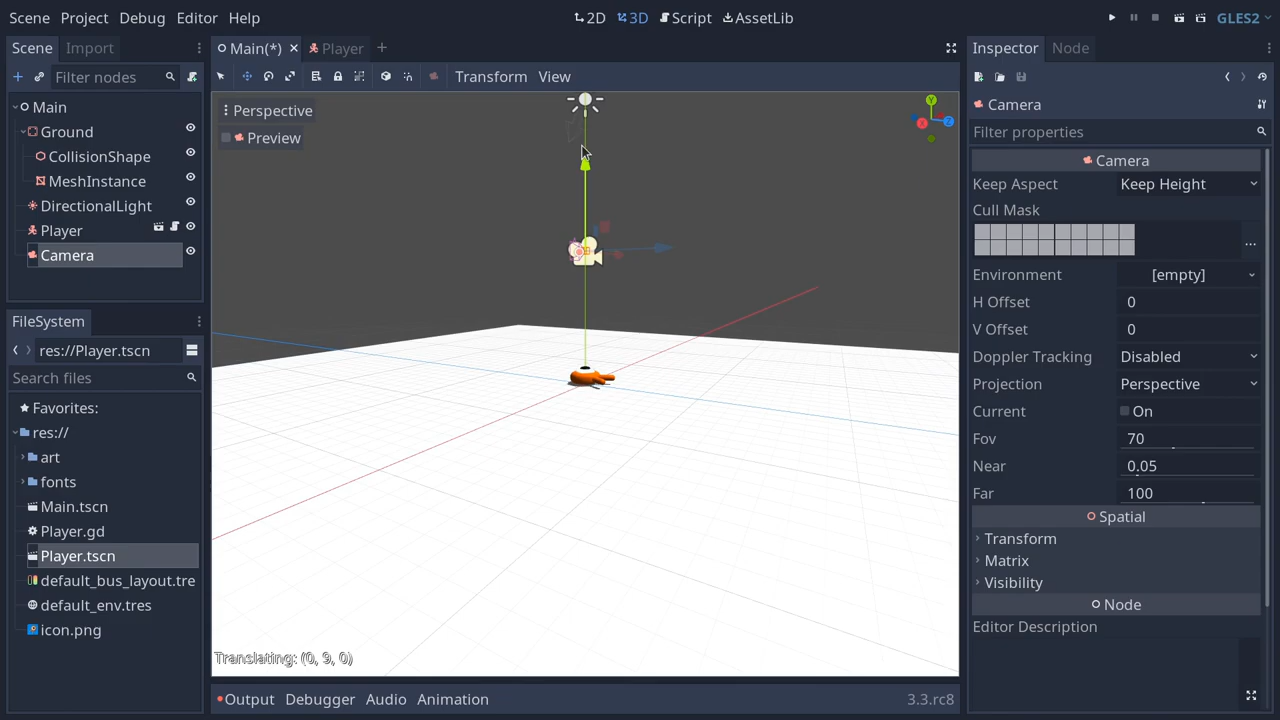 Scene Project Debug Editor Help
2D 3D Script AssetLib
GLES2
Scene Import
Filter nodes
Main
Ground
CollisionShape
MeshInstance
DirectionalLight
Player
Camera
FileSystem
res://Player.tscn
Search files
Favorites:
res://
art
fonts
Main.tscn
Player.gd
Player.tscn
default_bus_layout.tre
default_env.tres
icon.png
Main(*) Player
Transform View
Perspective
Preview
Y
X
Z
Translating: (0, 9, 0)
Output Debugger Audio Animation
3.3.rc8
Inspector Node
Camera
Filter properties
Camera
Keep Aspect Keep Height
Cull Mask
Environment [empty]
H Offset 0
V Offset 0
Doppler Tracking Disabled
Projection Perspective
Current On
Fov 70
Near 0.05
Far 100
Spatial
Transform
Matrix
Visibility
Node
Editor Description